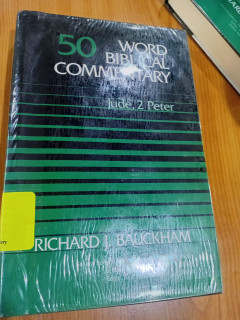 50 WORD
BIBLICAL
COMMENTARY
Jude, 2 Peter
RICHARD J. BAUCKHAM